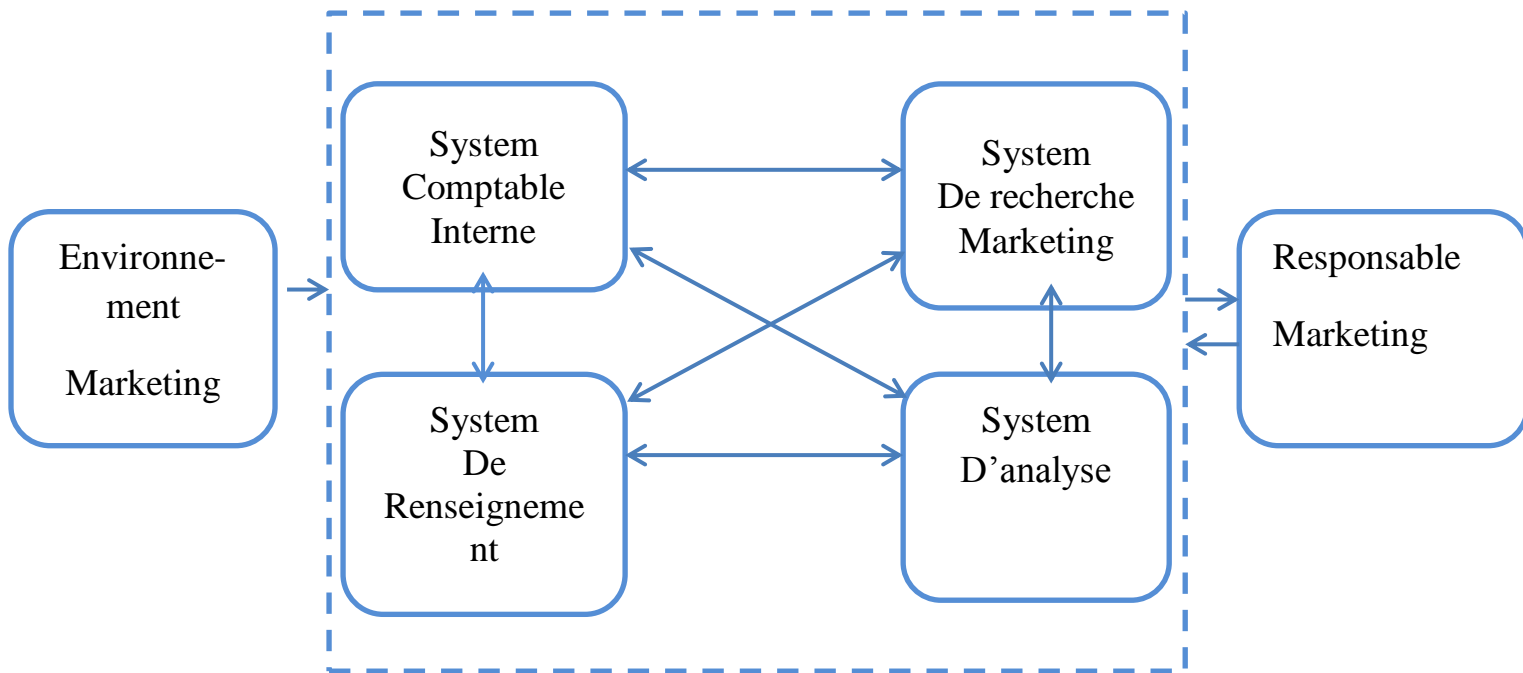 Environne-
ment
Marketing
System
Comptable
Interne
System
De recherche
Marketing
System
De
Renseigneme
nt
System
D’analyse
Responsable
Marketing